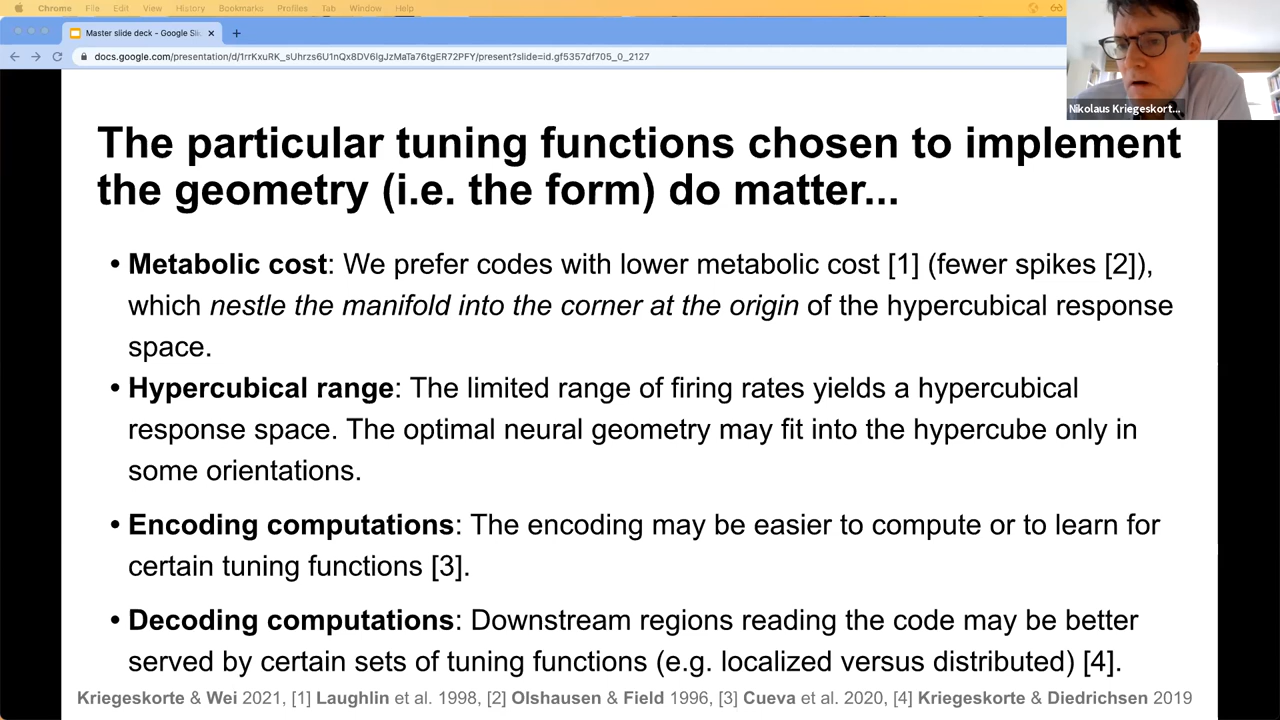 Chrome File Edit View History Bookmarks Profiles Tab Window Help
Master slide deck - Google Sli
docs.google.com/presentation/d/1rrKxuRK_sUhrzs6U1nQx8DV6lgJzMaTa76tgER72PFY/present?slide=id.gf5357df705_0_2127
Nikolaus Kriegeskort...
The particular tuning functions chosen to implement
the geometry (i.e. the form) do matter...
• Metabolic cost: We prefer codes with lower metabolic cost [1] (fewer spikes [2]),
which nestle the manifold into the corner at the origin of the hypercubical response
space.
• Hypercubical range: The limited range of firing rates yields a hypercubical
response space. The optimal neural geometry may fit into the hypercube only in
some orientations.
• Encoding computations: The encoding may be easier to compute or to learn for
certain tuning functions [3].
• Decoding computations: Downstream regions reading the code may be better
served by certain sets of tuning functions (e.g. localized versus distributed) [4].
Kriegeskorte & Wei 2021, [1] Laughlin et al. 1998, [2] Olshausen & Field 1996, [3] Cueva et al. 2020, [4] Kriegeskorte & Diedrichsen 2019